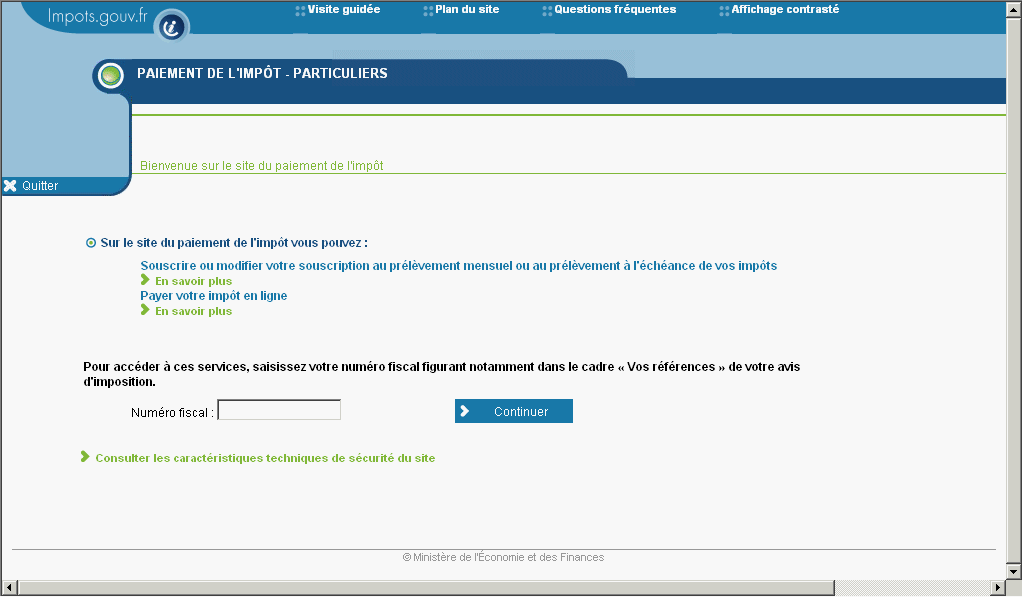 Impots.gouv.fr
Visite guidée
Plan du site
Questions fréquentes
Affichage contrasté
PAIEMENT DE L'IMPÔT - PARTICULIERS
Bienvenue sur le site du paiement de l'impôt
Quitter
Sur le site du paiement de l'impôt vous pouvez :
Souscrire ou modifier votre souscription au prélèvement mensuel ou au prélèvement à l'échéance de vos impôts
En savoir plus
Payer votre impôt en ligne
En savoir plus
Pour accéder à ces services, saisissez votre numéro fiscal figurant notamment dans le cadre « Vos références » de votre avis
d'imposition.
Numéro fiscal :
Continuer
Consulter les caractéristiques techniques de sécurité du site
© Ministère de l'Économie et des Finances